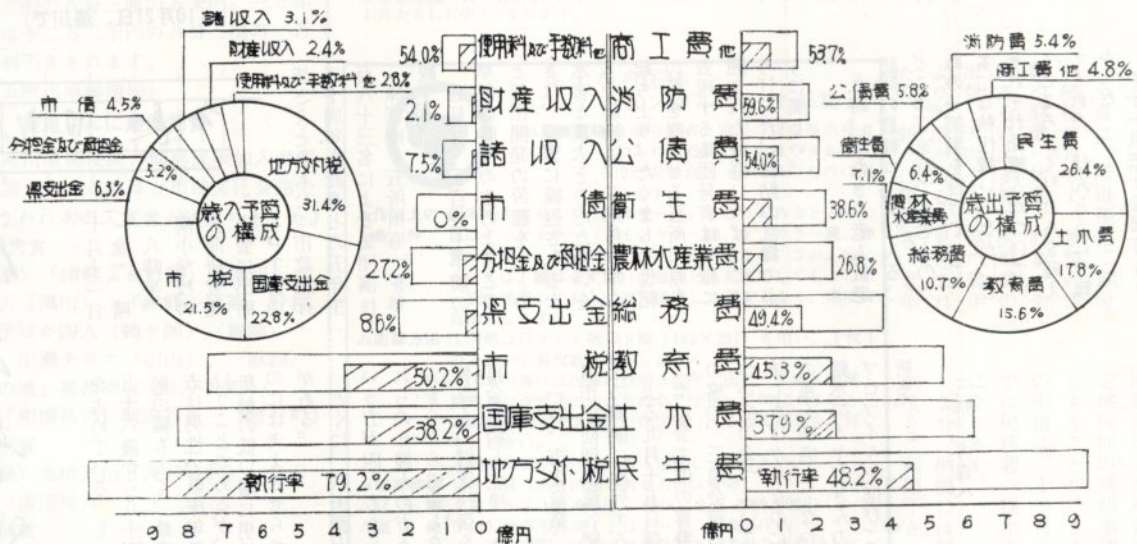 諸収入 3.1%
財産収入 2.4%
使用料及び手数料他 2.8%
市債 4.5%
分担金及び負担金
5.2%
県支出金 6.3%
地方交付税
31.4%
歳入予算
の構成
市税
21.5%
国庫支出金
22.8%
54.0% 使用料及び手数料他 商工費他 53.7%
2.1% 財産収入 消防費 59.6%
7.5% 諸収入 公債費 54.0%
0% 市債 衛生費 38.6%
27.2 分担金及び負担金 農林水産業費 26.8%
8.6% 県支出金 総務費 49.4%
50.2% 市税 教育費 45.3%
38.2% 国庫支出金 土木費 37.9%
執行率 79.2% 地方交付税 民生費 執行率 48.2%
9 8 7 6 5 4 3 2 1 0 億円
億円 0 1 2 3 4 5 6 7 8 9
消防費 5.4%
商工費他 4.8%
公債費 5.8%
衛生費
6.4%
7.1%
農林
水産業費
民生費
26.4%
歳出予算
の構成
土木費
17.8%
総務費
10.7%
教育費
15.6%